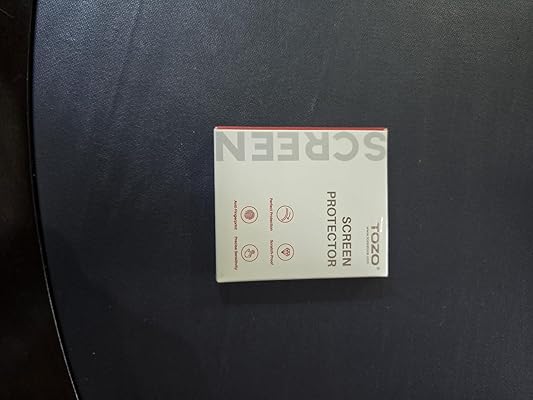 TOZO®
SCREEN
PROTECTOR
Scratch Proof
Perfect Protection
Precise Sensitivity
Anti Fingerprint
SCREEN